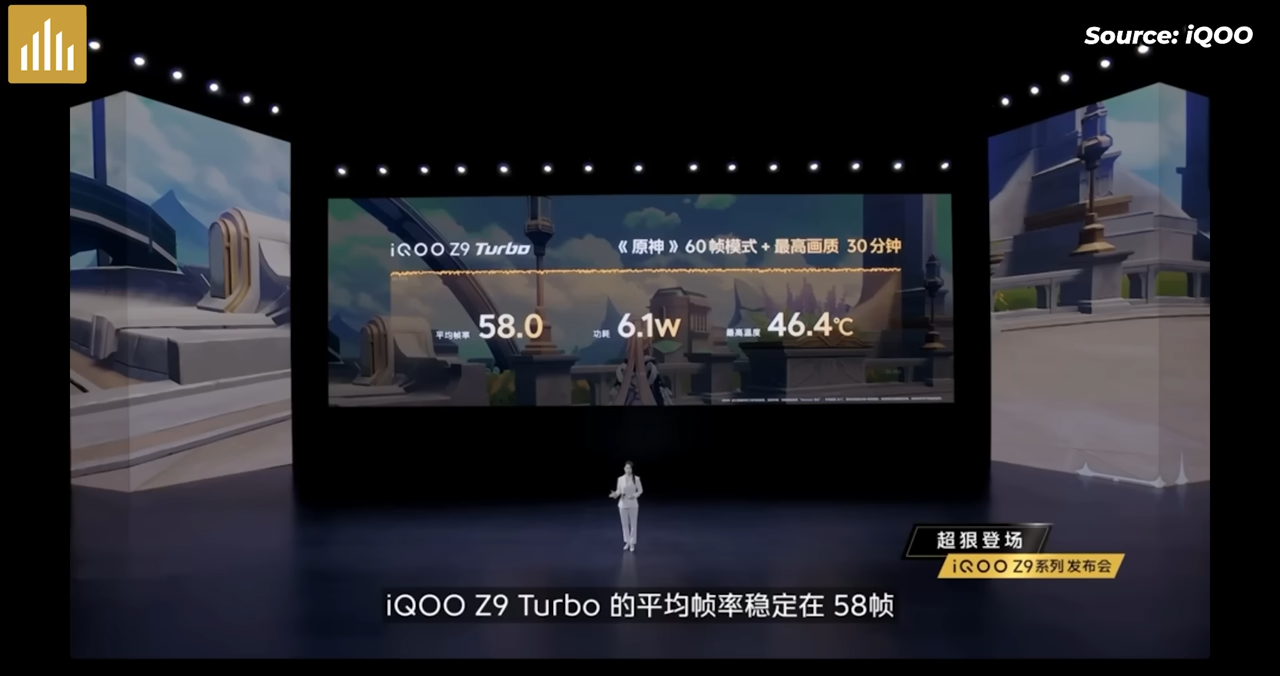 Source: iQOO
iQOO Z9 Turbo
《原神》60帧模式 + 最高画质 30分钟
平均帧率 58.0
功耗 6.1W
最高温度 46.4℃
超狠登场
iQOO Z9系列发布会
iQOO Z9 Turbo 的平均帧率稳定在 58帧